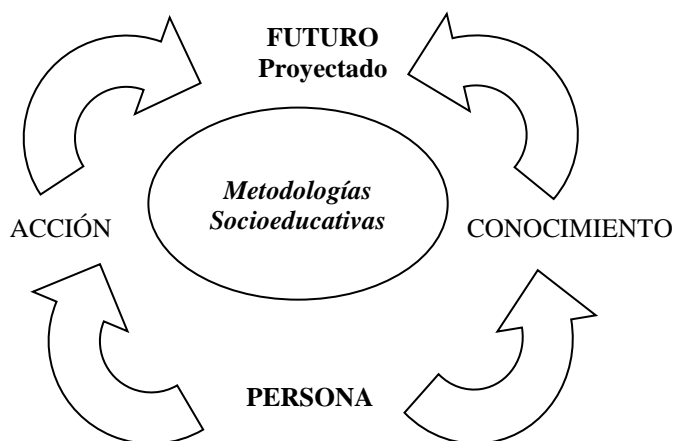 FUTURO
Proyectado
Metodologías
Socioeducativas
ACCIÓN
CONOCIMIENTO
PERSONA